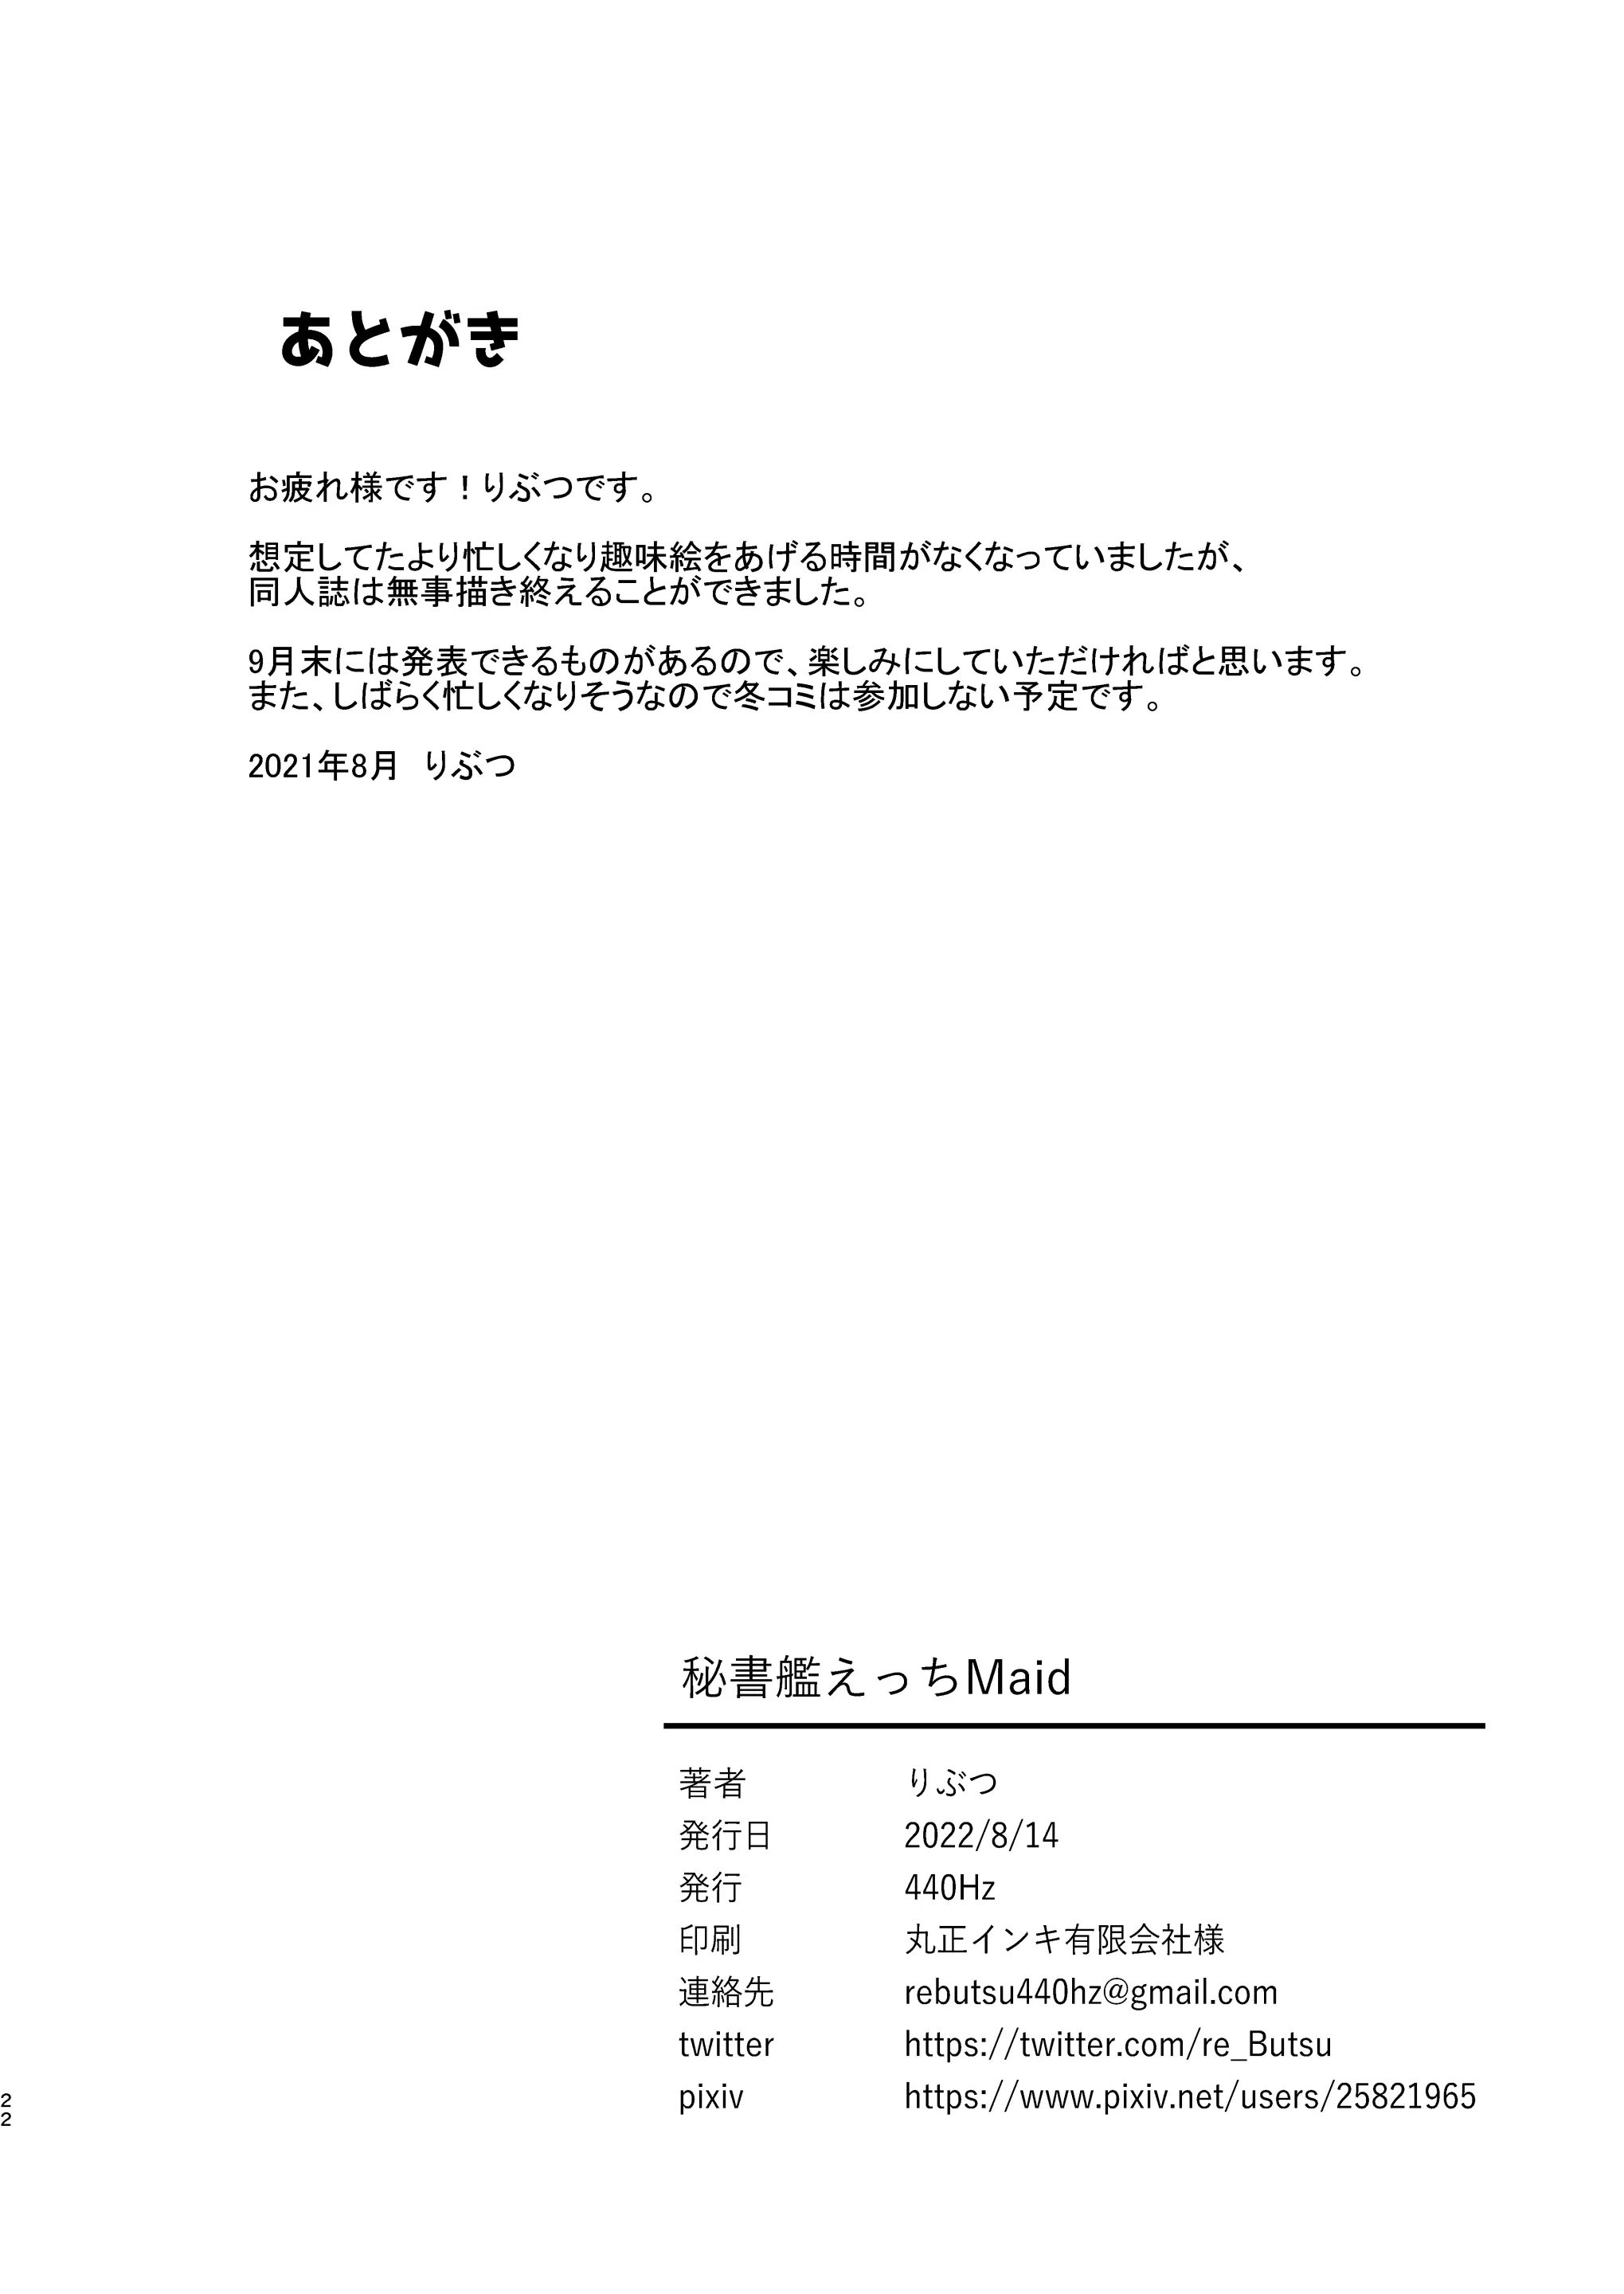 あとがき
お疲れ様です！りぶつです。
想定してたより忙しくなり趣味絵をあげる時間がなくなっていましたが、
同人誌は無事描き終えることができました。
9月末には発表できるものがあるので、楽しみにしていただければと思います。
また、しばらく忙しくなりそうなので冬コミは参加しない予定です。
2021年8月　りぶつ
秘書艦えっちMaid
著者 りぶつ
発行日 2022/8/14
発行 440Hz
印刷 丸正インキ有限会社様
連絡先 rebutsu440hz@gmail.com
twitter https://twitter.com/re_Butsu
pixiv https://www.pixiv.net/users/25821965
22